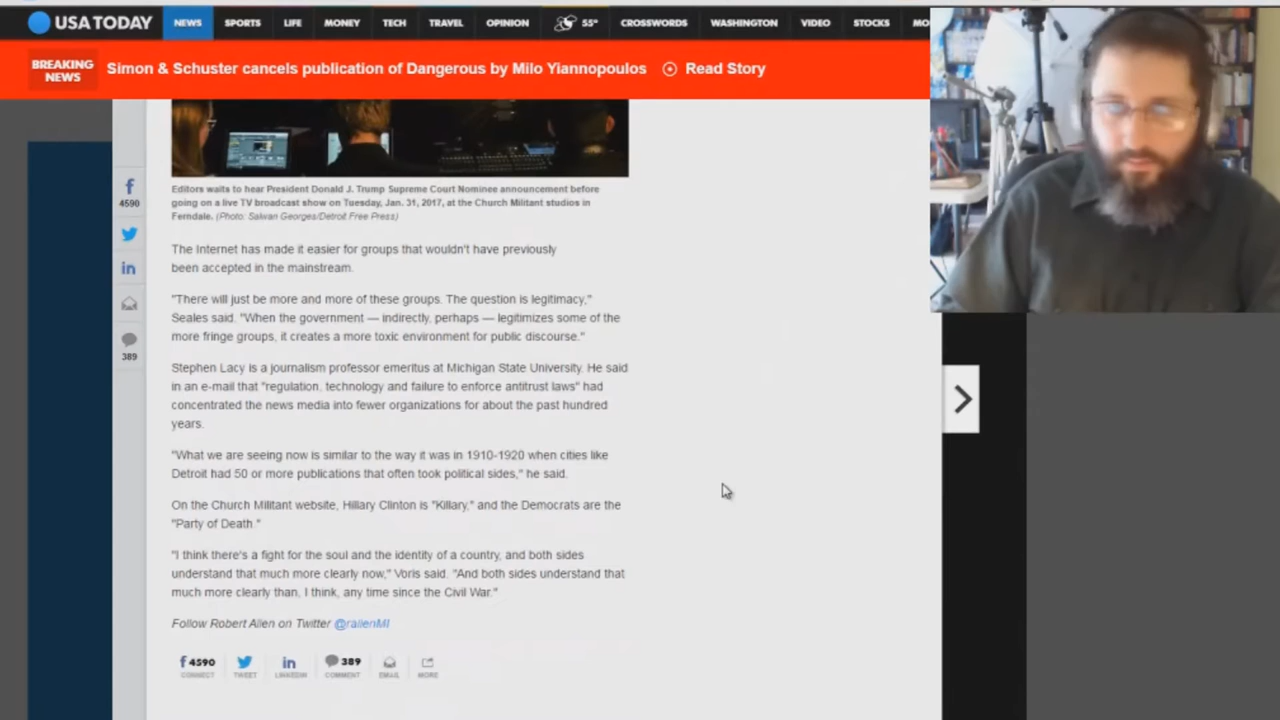 USA TODAY NEWS SPORTS LIFE MONEY TECH TRAVEL OPINION 55° CROSSWORDS WASHINGTON VIDEO STOCKS MO
BREAKING NEWS
Simon & Schuster cancels publication of Dangerous by Milo Yiannopoulos Read Story
Editors waits to hear President Donald J. Trump Supreme Court Nominee announcement before
going on a live TV broadcast show on Tuesday, Jan. 31, 2017, at the Church Militant studios in
Ferndale. (Photo: Salwan Georges/Detroit Free Press)
4590
389
The Internet has made it easier for groups that wouldn't have previously
been accepted in the mainstream.
"There will just be more and more of these groups. The question is legitimacy,"
Seales said. "When the government — indirectly, perhaps — legitimizes some of the
more fringe groups, it creates a more toxic environment for public discourse."
Stephen Lacy is a journalism professor emeritus at Michigan State University. He said
in an e-mail that "regulation, technology and failure to enforce antitrust laws" had
concentrated the news media into fewer organizations for about the past hundred
years.
"What we are seeing now is similar to the way it was in 1910-1920 when cities like
Detroit had 50 or more publications that often took political sides," he said.
On the Church Militant website, Hillary Clinton is "Killary," and the Democrats are the
"Party of Death."
"I think there's a fight for the soul and the identity of a country, and both sides
understand that much more clearly now," Voris said. "And both sides understand that
much more clearly than, I think, any time since the Civil War."
Follow Robert Allen on Twitter @rallenMI
4590 389
CONNECT TWEET LINKEDIN COMMENT EMAIL MORE